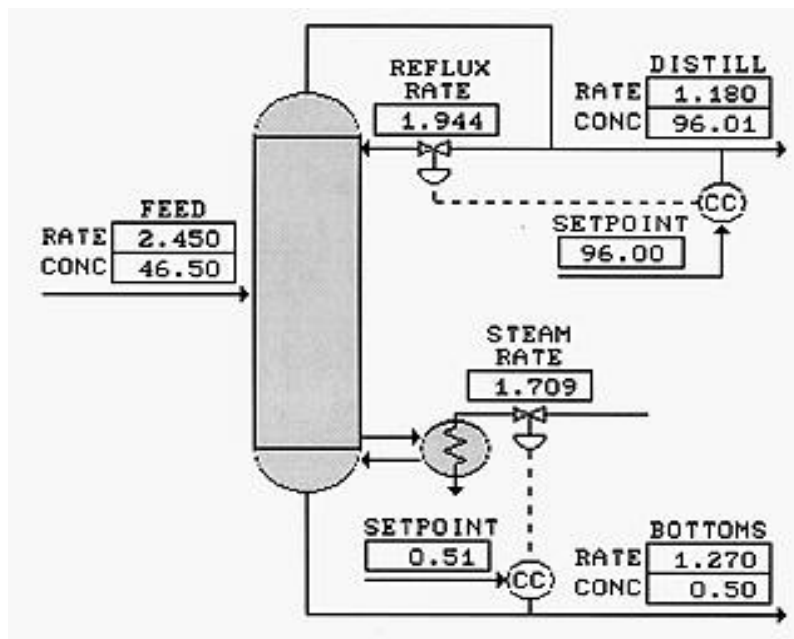 REFLUX
RATE
1.944
DISTILL
RATE 1.180
CONC 96.01
CC
SETPOINT
96.00
FEED
RATE 2.450
CONC 46.50
STEAM
RATE
1.709
SETPOINT
0.51
CC
BOTTOMS
RATE 1.270
CONC 0.50